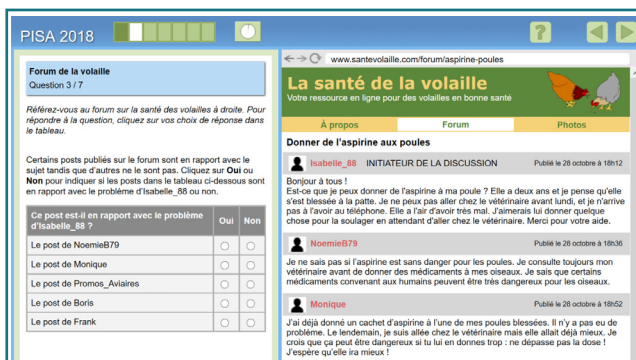 PISA 2018
?
Forum de la volaille
Question 3 / 7
Référez-vous au forum sur la santé des volailles à droite. Pour
répondre à la question, cliquez sur vos choix de réponse dans
le tableau.
Certains posts publiés sur le forum sont en rapport avec le
sujet tandis que d'autres ne le sont pas. Cliquez sur Oui ou
Non pour indiquer si les posts dans le tableau ci-dessous sont
en rapport avec le problème d'Isabelle_88 ou non.
Ce post est-il en rapport avec le problème
d'Isabelle_88 ?
Oui
Non
Le post de NoemieB79
Le post de Monique
Le post de Promos_Aviaires
Le post de Boris
Le post de Frank
www.santevolaille.com/forum/aspirine-poules
La santé de la volaille
Votre ressource en ligne pour des volailles en bonne santé
À propos
Forum
Photos
Donner de l'aspirine aux poules
Isabelle_88 INITIATEUR DE LA DISCUSSION Publié le 28 octobre à 18h12
Bonjour à tous !
Est-ce que je peux donner de l'aspirine à ma poule ? Elle a deux ans et je pense qu'elle
s'est blessée à la patte. Je ne peux pas aller chez le vétérinaire avant lundi, et je n'arrive
pas à l'avoir au téléphone. Elle a l'air d'avoir très mal. J'aimerais lui donner quelque
chose pour la soulager en attendant d'aller chez le vétérinaire. Merci pour votre aide.
NoemieB79 Publié le 28 octobre à 18h36
Je ne sais pas si l'aspirine est sans danger pour les poules. Je consulte toujours mon
vétérinaire avant de donner des médicaments à mes oiseaux. Je sais que certains
médicaments convenant aux humains peuvent être très dangereux pour les oiseaux.
Monique Publié le 28 octobre à 18h52
J'ai déjà donné un cachet d'aspirine à l'une de mes poules blessées. Il n'y a pas eu de
problème. Le lendemain, je suis allée chez le vétérinaire mais elle allait déjà mieux. Je
crois que ça peut être dangereux si tu lui en donnes trop : ne dépasse pas la dose !
J'espère qu'elle ira mieux !